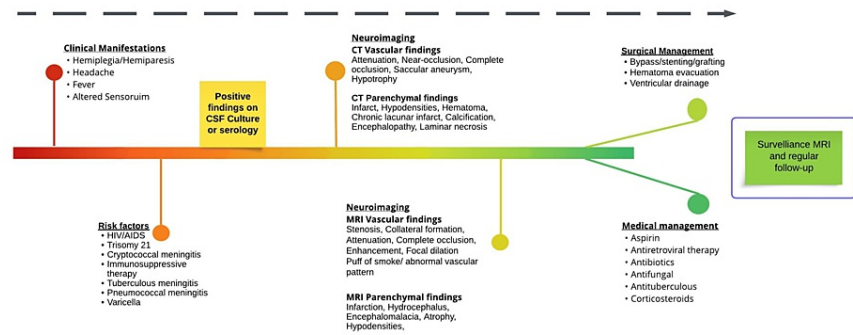 Clinical Manifestations
• Hemiplegia/Hemiparesis
• Headache
• Fever
• Altered Sensoruim
Positive
findings on
CSF Culture
or serology
Neuroimaging
CT Vascular findings
Attenuation, Near-occlusion, Complete
occlusion, Saccular aneurysm,
Hypotrophy
CT Parenchymal findings
Infarct, Hypodensities, Hematoma,
Chronic lacunar infarct, Calcification,
Encephalopathy, Laminar necrosis
Surgical Management
• Bypass/stenting/grafting
• Hematoma evacuation
• Ventricular drainage
Survelliance MRI
and regular
follow-up
Risk factors
• HIV/AIDS
• Trisomy 21
• Cryptococcal meningitis
• Immunosuppressive
therapy
• Tuberculous meningitis
• Pneumococcal meningitis
• Varicella
Neuroimaging
MRI Vascular findings
Stenosis, Collateral formation,
Attenuation, Complete occlusion,
Enhancement, Focal dilation
Puff of smoke/ abnormal vascular
pattern
MRI Parenchymal findings
Infarction, Hydrocephalus,
Encephalomalacia, Atrophy,
Hypodensities,
Medical management
• Aspirin
• Antiretroviral therapy
• Antibiotics
• Antifungal
• Antituberculous
• Corticosteroids